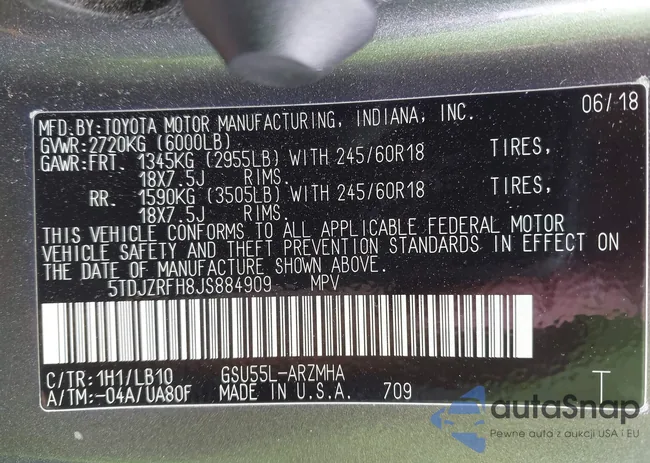 MFD.BY:TOYOTA MOTOR MANUFACTURING, INDIANA, INC. 06/18
GVWR:2720KG (6000LB)
GAWR:FRT. 1345KG (2955LB) WITH 245/60R18 TIRES,
18X7.5J RIMS.
RR. 1590KG (3505LB) WITH 245/60R18 TIRES,
18X7.5J RIMS.
THIS VEHICLE CONFORMS TO ALL APPLICABLE FEDERAL MOTOR
VEHICLE SAFETY AND THEFT PREVENTION STANDARDS IN EFFECT ON
THE DATE OF MANUFACTURE SHOWN ABOVE.
5TDJZRFH8JS884909 MPV
C/TR:1H1/LB10 GSU55L-ARZMHA T
A/TM:-04A/UA80F MADE IN U.S.A. 709
autaSnap
Pewne auta z aukcji USA i EU